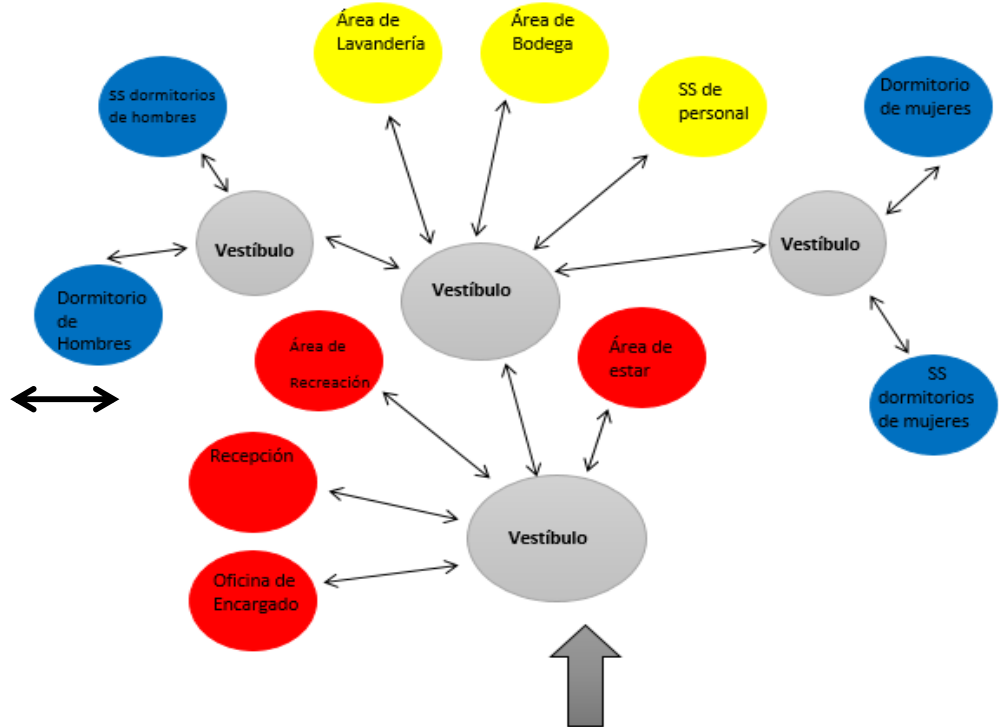 Área de
Lavandería
Área de
Bodega
SS dormitorios
de hombres
SS de
personal
Dormitorio
de mujeres
Vestíbulo
Vestíbulo
Vestíbulo
Dormitorio
de
Hombres
Área de
Recreación
Área de
estar
SS
dormitorios
de mujeres
Recepción
Vestíbulo
Oficina de
Encargado